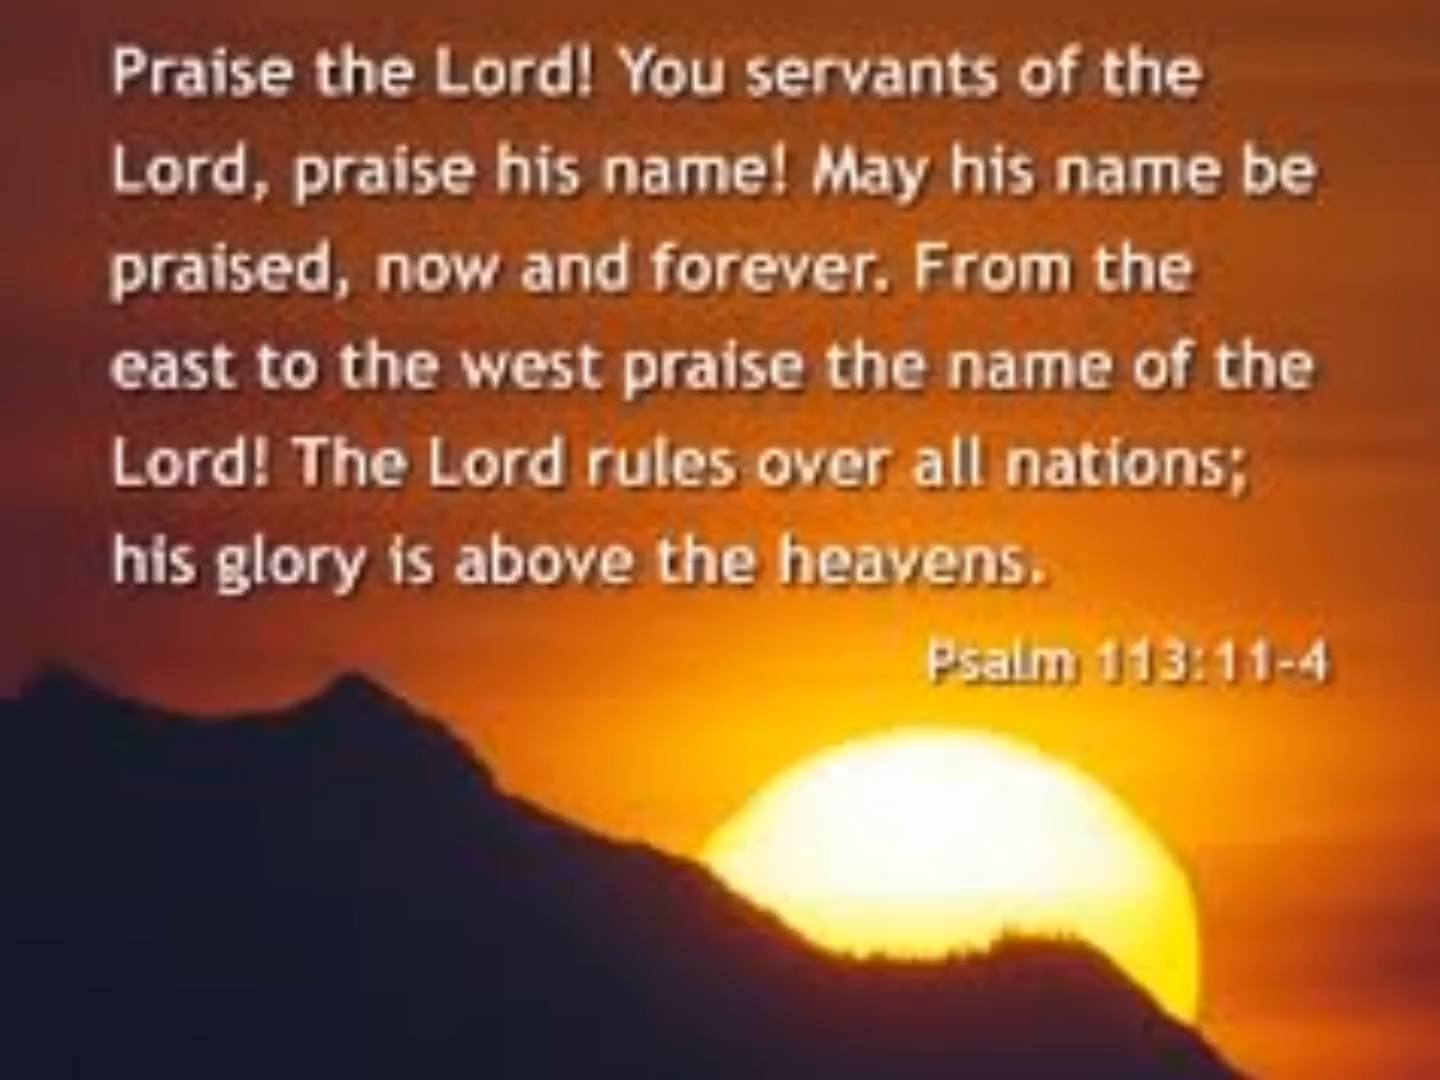 Praise the Lord! You servants of the
Lord, praise his name! May his name be
praised, now and forever. From the
east to the west praise the name of the
Lord! The Lord rules over all nations;
his glory is above the heavens.
Psalm 113:11-4